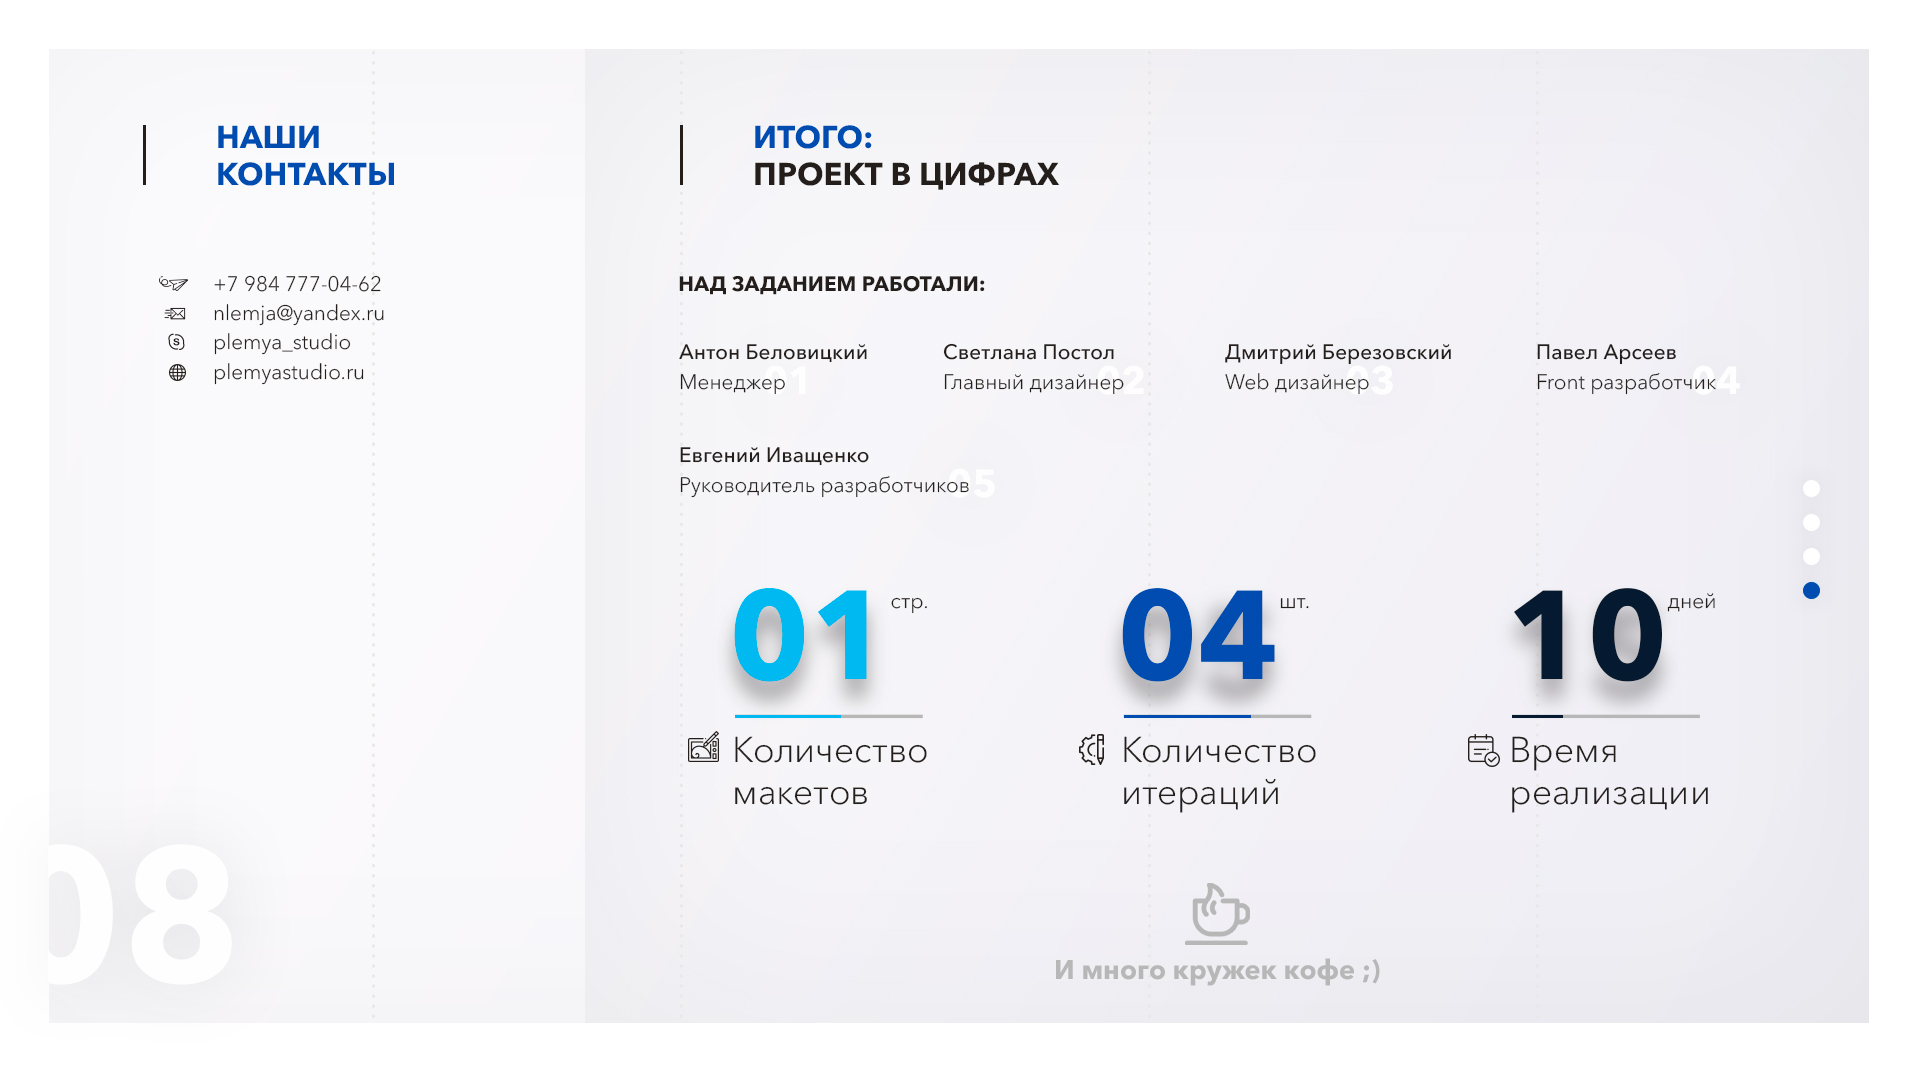 НАШИ
КОНТАКТЫ
+7 984 777-04-62
nlemja@yandex.ru
plemya_studio
plemyastudio.ru
08
ИТОГО:
ПРОЕКТ В ЦИФРАХ
НАД ЗАДАНИЕМ РАБОТАЛИ:
Антон Беловицкий
Менеджер
01
Светлана Постол
Главный дизайнер
02
Дмитрий Березовский
Web дизайнер
03
Павел Арсеев
Front разработчик
04
Евгений Иващенко
Руководитель разработчиков
05
01 стр.
Количество
макетов
04 шт.
Количество
итераций
10 дней
Время
реализации
И много кружек кофе ;)